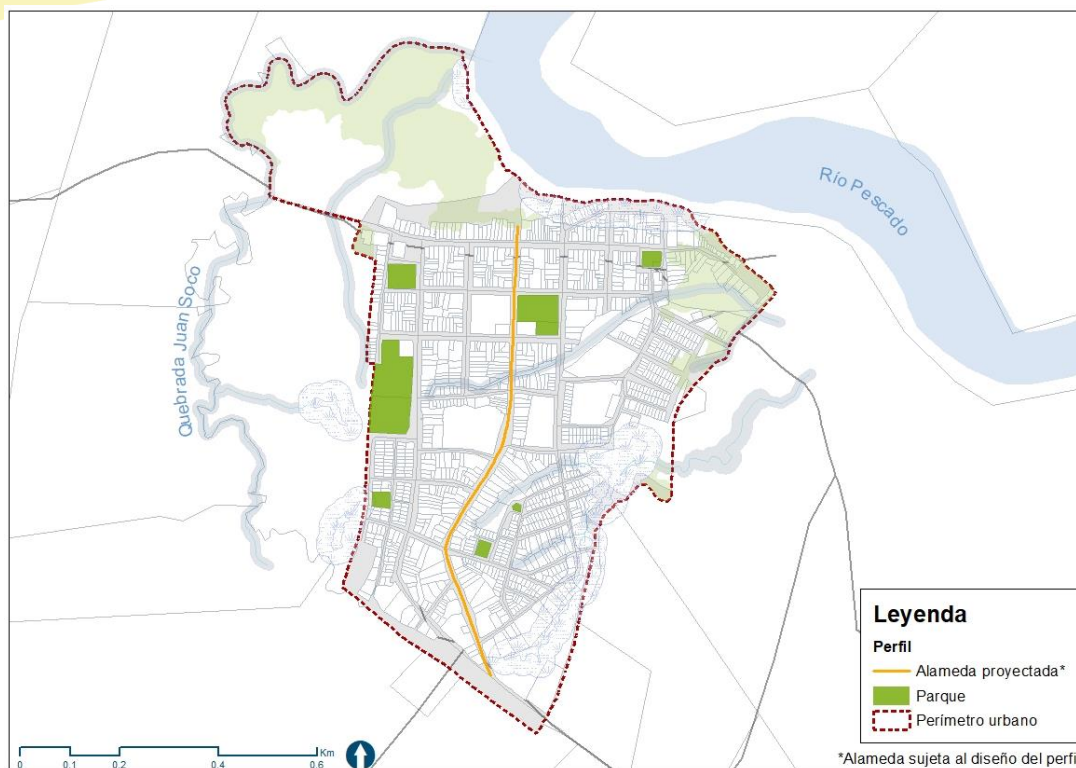 Río Pescado
Quebrada Juan Soco
Leyenda
Perfil
Alameda proyectada*
Parque
Perímetro urbano
Km
0 0.1 0.2 0.4 0.6
*Alameda sujeta al diseño del perfi